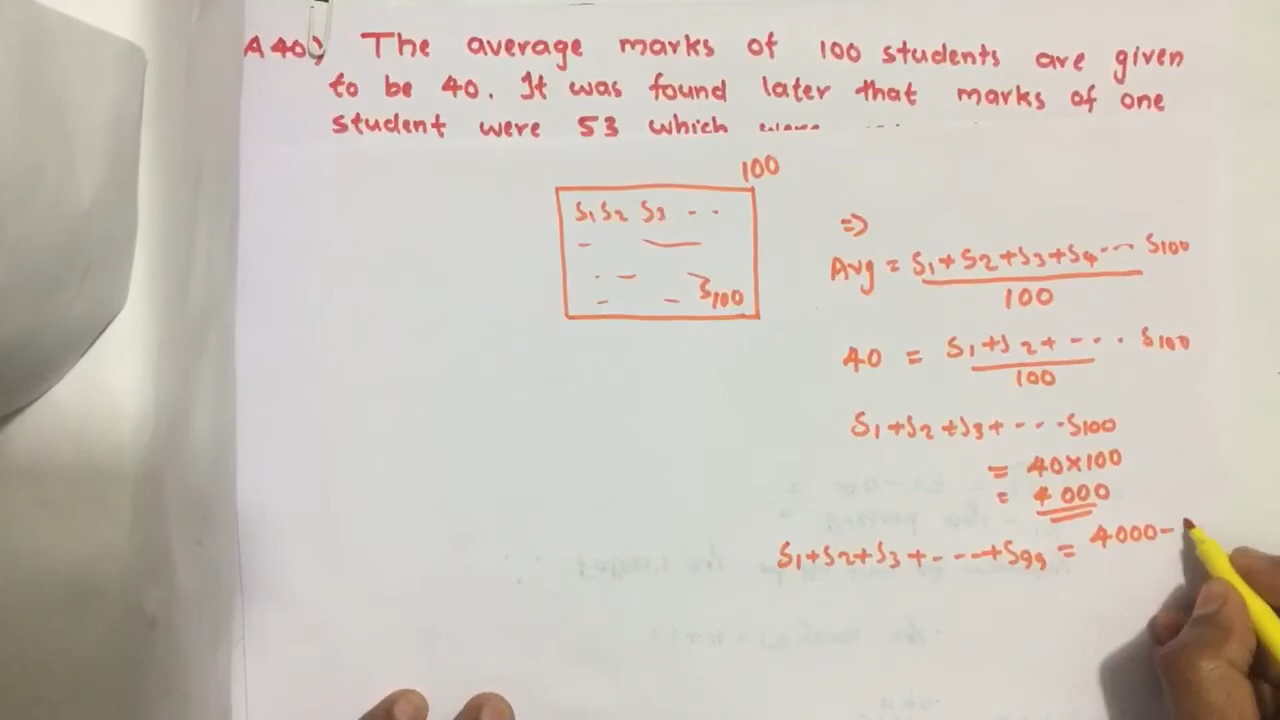 A40) The average marks of 100 students are given
to be 40. It was found later that marks of one
student were 53 which
100
S1 S2 S3 - -
S100
=>
Avg = S1+S2+S3+S4... S100
100
40 = S1+S2+ - . . . S100
100
S1+S2+S3+ - - - S100
= 40×100
= 4000
S1+S2+S3+ - - - +S99 = 4000-